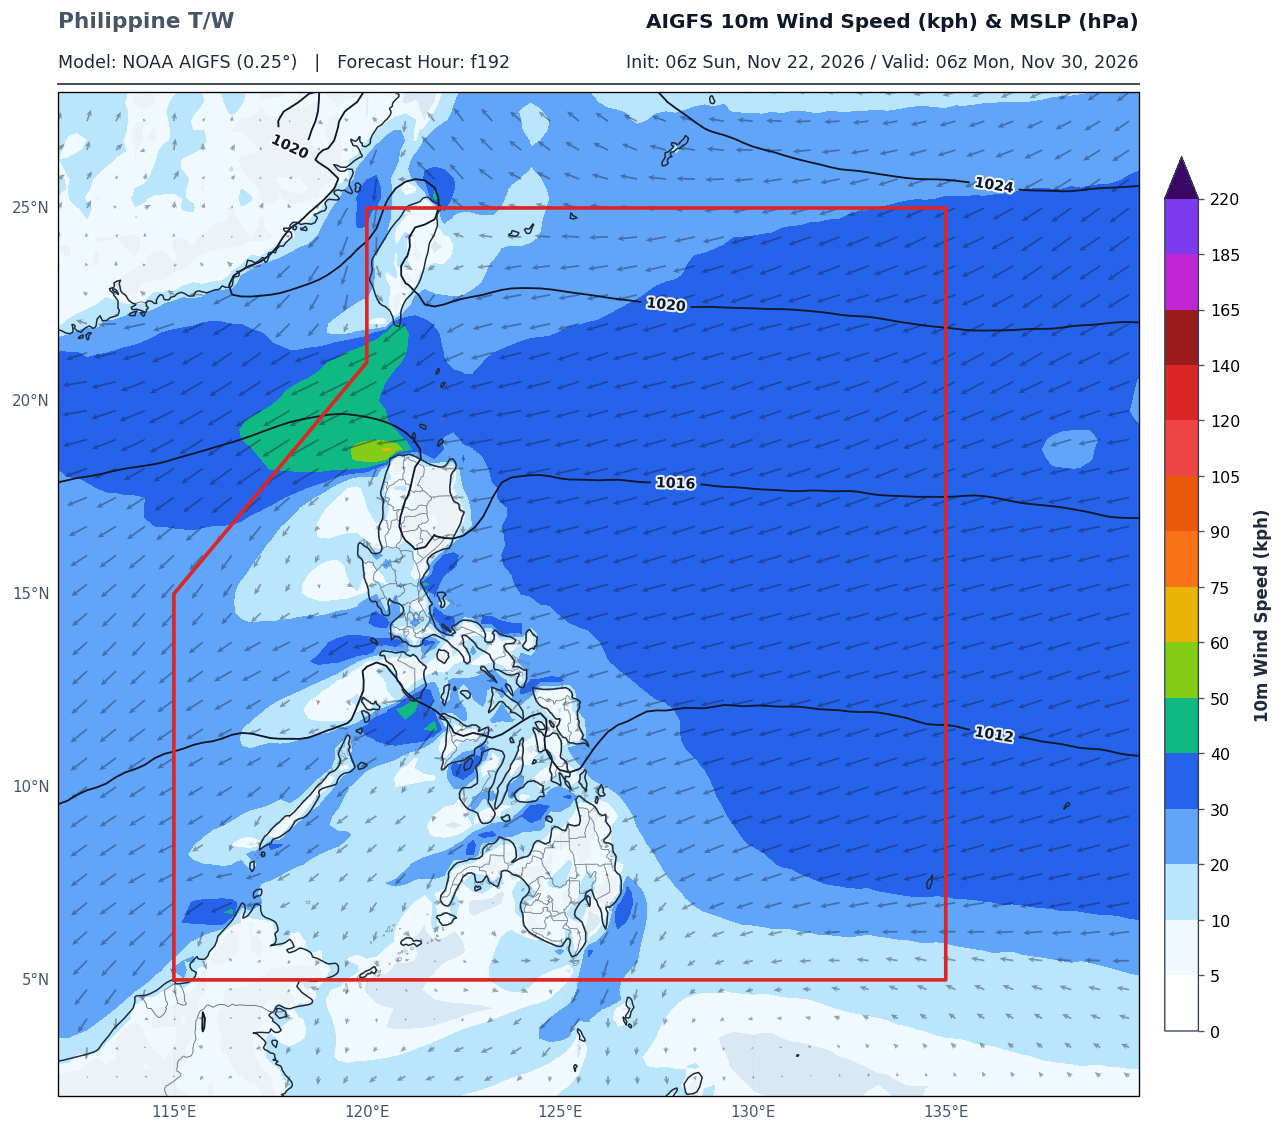 Philippine T/W
AIGFS 10m Wind Speed (kph) & MSLP (hPa)
Model: NOAA AIGFS (0.25°) | Forecast Hour: f192
Init: 06z Sun, Nov 22, 2026 / Valid: 06z Mon, Nov 30, 2026
1020
1024
1020
1016
1012
25°N
20°N
15°N
10°N
5°N
115°E
120°E
125°E
130°E
135°E
220
185
165
140
120
105
90
75
60
50
40
30
20
10
5
0
10m Wind Speed (kph)